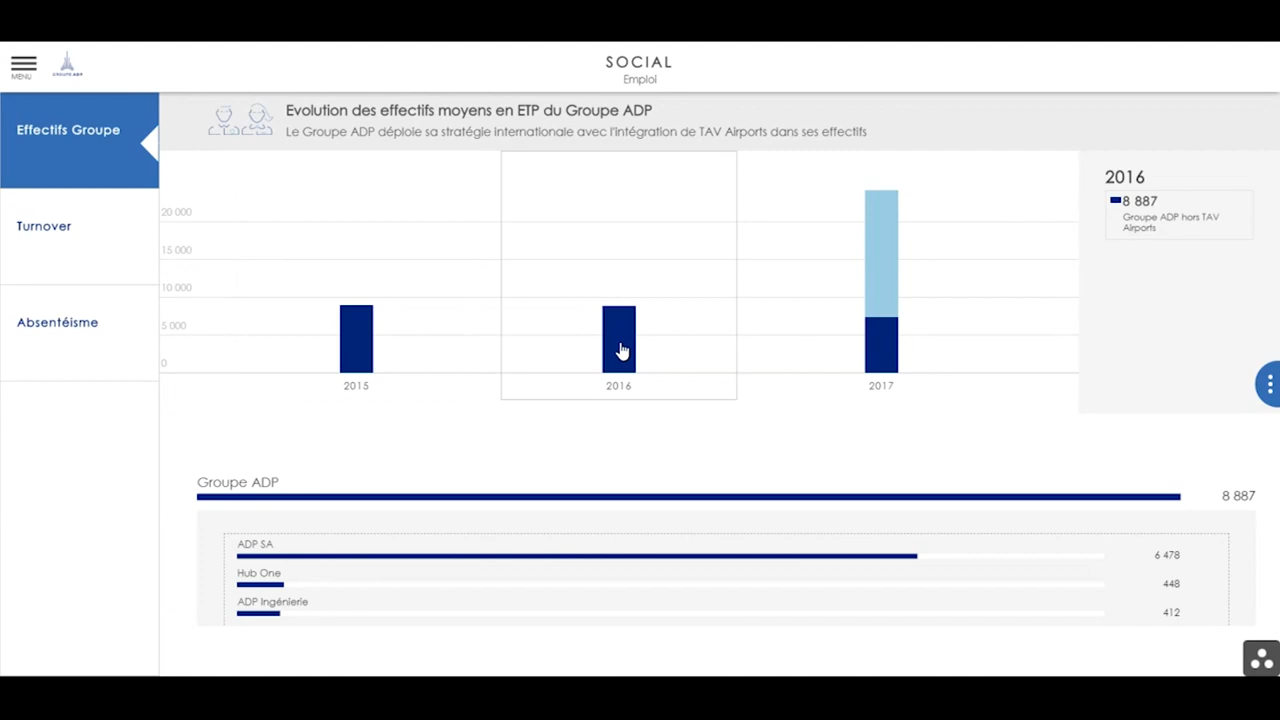 MENU
GROUPE ADP
SOCIAL
Emploi
Effectifs Groupe
Turnover
Absentéisme
Evolution des effectifs moyens en ETP du Groupe ADP
Le Groupe ADP déploie sa stratégie internationale avec l'intégration de TAV Airports dans ses effectifs
20 000
15 000
10 000
5 000
0
2015
2016
2017
2016
8 887
Groupe ADP hors TAV
Airports
Groupe ADP
8 887
ADP SA
6 478
Hub One
448
ADP Ingénierie
412